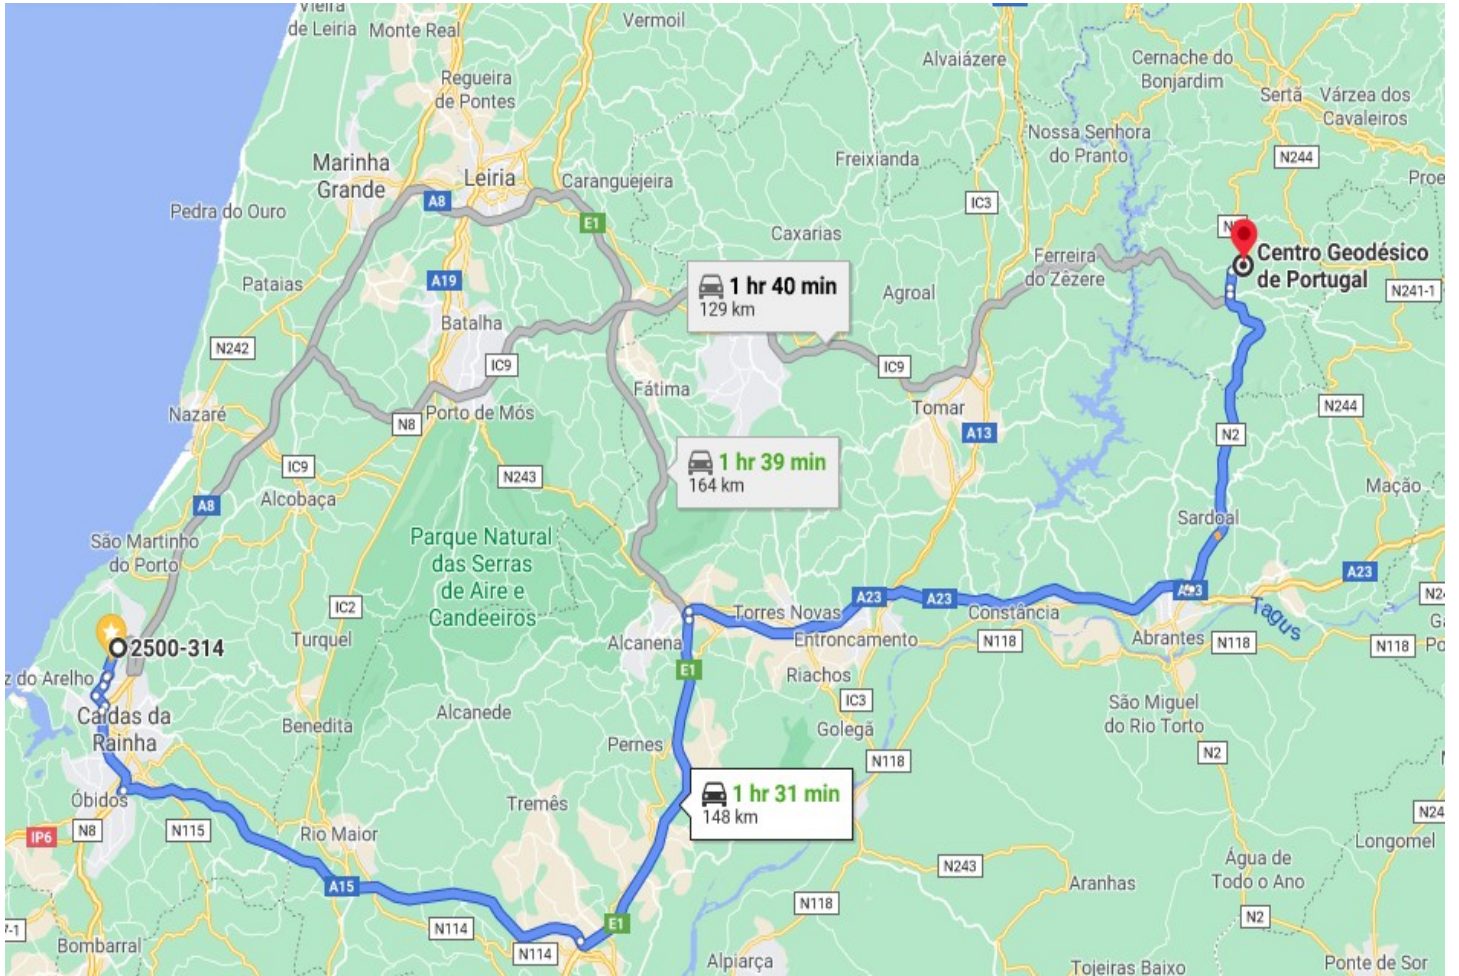 Vieira
de Leiria
Monte Real
Vermoil
Alvaiázere
Cernache do
Bonjardim
Regueira
de Pontes
Sertã
Várzea dos
Cavaleiros
Nossa Senhora
do Pranto
Marinha
Grande
Leiria
Caranguejeira
Freixianda
N244
Proe
A8
IC3
Pedra do Ouro
E1
Caxarias
Ferreira
do Zêzere
Centro Geodésico
de Portugal
Pataias
A19
1 hr 40 min
129 km
Agroal
N241-1
Batalha
N242
IC9
IC9
Fátima
Nazaré
N8
Porto de Mós
Tomar
N244
A13
N2
IC9
N243
1 hr 39 min
164 km
Alcobaça
A8
Mação
São Martinho
do Porto
Parque Natural
das Serras
de Aire e
Candeeiros
Sardoal
A23
A23
A23
A23
IC2
Torres Novas
Constância
Tagus
2500-314
Turquel
Alcanena
Entroncamento
N118
Abrantes
N118
N118
z do Arelho
E1
Riachos
IC3
São Miguel
do Rio Torto
Caldas da
Rainha
Benedita
Alcanede
Golegã
Pernes
N118
N2
1 hr 31 min
148 km
Óbidos
Tremês
IP6
N8
N115
Rio Maior
Longomel
N243
Água de
Todo o Ano
A15
Aranhas
N118
E1
N114
N114
N2
Bombarral
Alpiarça
Tojeiras Baixo
Ponte de Sor